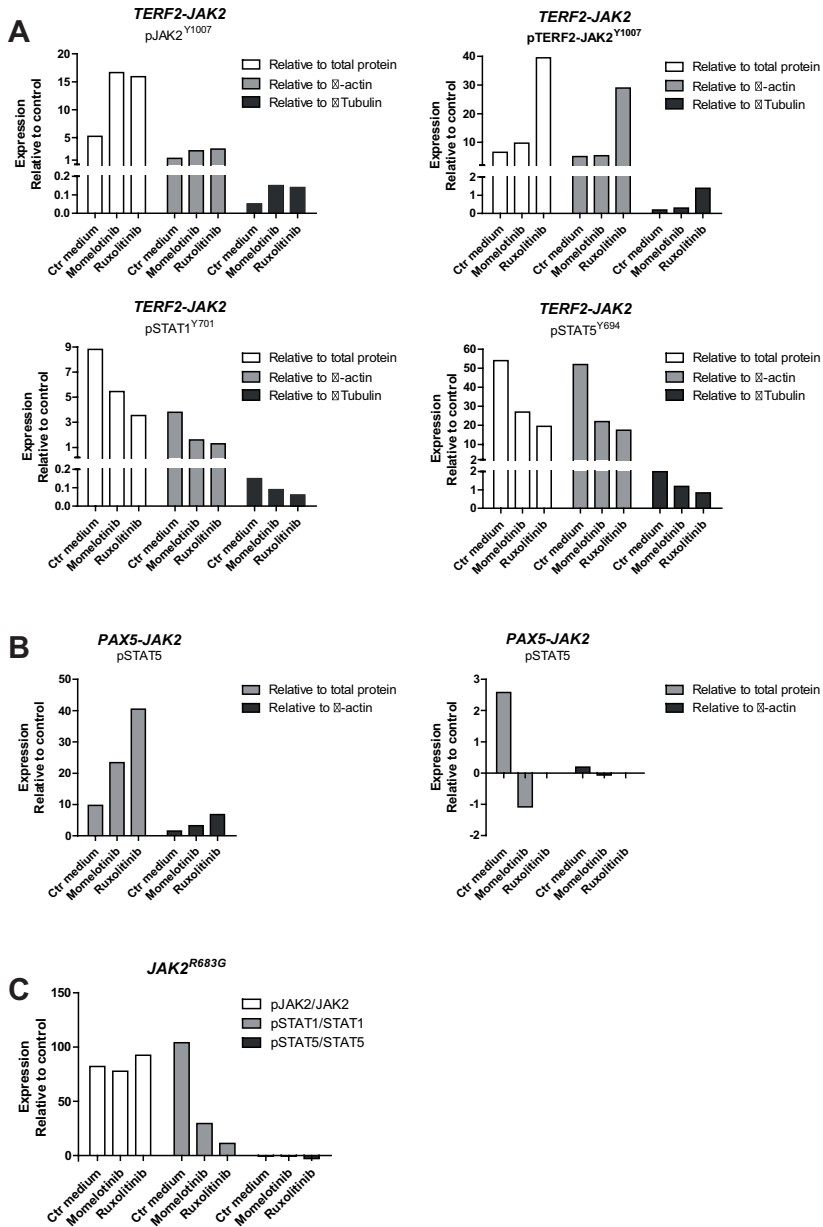 A
TERF2-JAK2
pJAK2Y1007
Expression
Relative to control
20
15
10
5
1
0.2
0.1
0.0
Ctr medium
Momelotinib
Ruxolitinib
Ctr medium
Momelotinib
Ruxolitinib
Ctr medium
Momelotinib
Ruxolitinib
Relative to total protein
Relative to -actin
Relative to Tubulin
TERF2-JAK2
pTERF2-JAK2Y1007
Expression
Relative to control
40
30
20
10
2
1
0
Ctr medium
Momelotinib
Ruxolitinib
Ctr medium
Momelotinib
Ruxolitinib
Ctr medium
Momelotinib
Ruxolitinib
Relative to total protein
Relative to -actin
Relative to Tubulin
TERF2-JAK2
pSTAT1Y701
Expression
Relative to control
9
7
5
3
1
0.2
0.1
0.0
Ctr medium
Momelotinib
Ruxolitinib
Ctr medium
Momelotinib
Ruxolitinib
Ctr medium
Momelotinib
Ruxolitinib
Relative to total protein
Relative to -actin
Relative to Tubulin
TERF2-JAK2
pSTAT5Y694
Expression
Relative to control
60
50
40
30
20
10
2
2
1
0
Ctr medium
Momelotinib
Ruxolitinib
Ctr medium
Momelotinib
Ruxolitinib
Ctr medium
Momelotinib
Ruxolitinib
Relative to total protein
Relative to -actin
Relative to Tubulin
B
PAX5-JAK2
pSTAT5
Expression
Relative to control
50
40
30
20
10
0
Ctr medium
Momelotinib
Ruxolitinib
Ctr medium
Momelotinib
Ruxolitinib
Relative to total protein
Relative to -actin
PAX5-JAK2
pSTAT5
Expression
Relative to control
3
2
1
0
-1
-2
Ctr medium
Momelotinib
Ruxolitinib
Ctr medium
Momelotinib
Ruxolitinib
Relative to total protein
Relative to -actin
C
JAK2R683G
Expression
Relative to control
150
100
50
0
Ctr medium
Momelotinib
Ruxolitinib
Ctr medium
Momelotinib
Ruxolitinib
Ctr medium
Momelotinib
Ruxolitinib
pJAK2/JAK2
pSTAT1/STAT1
pSTAT5/STAT5